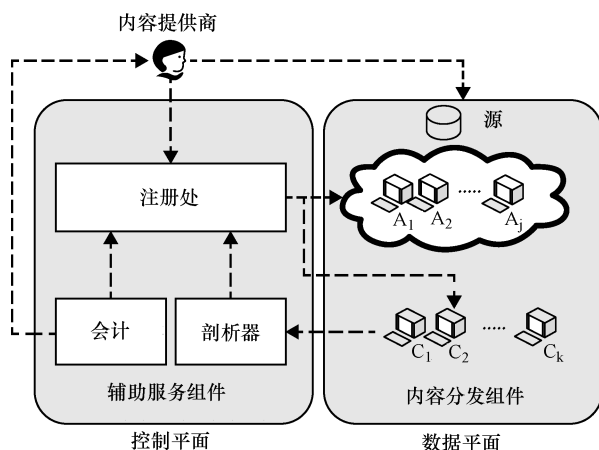 内容提供商
源
注册处
A1 A2 ..... Aj
会计
剖析器
C1 C2 ..... Ck
辅助服务组件
内容分发组件
控制平面
数据平面